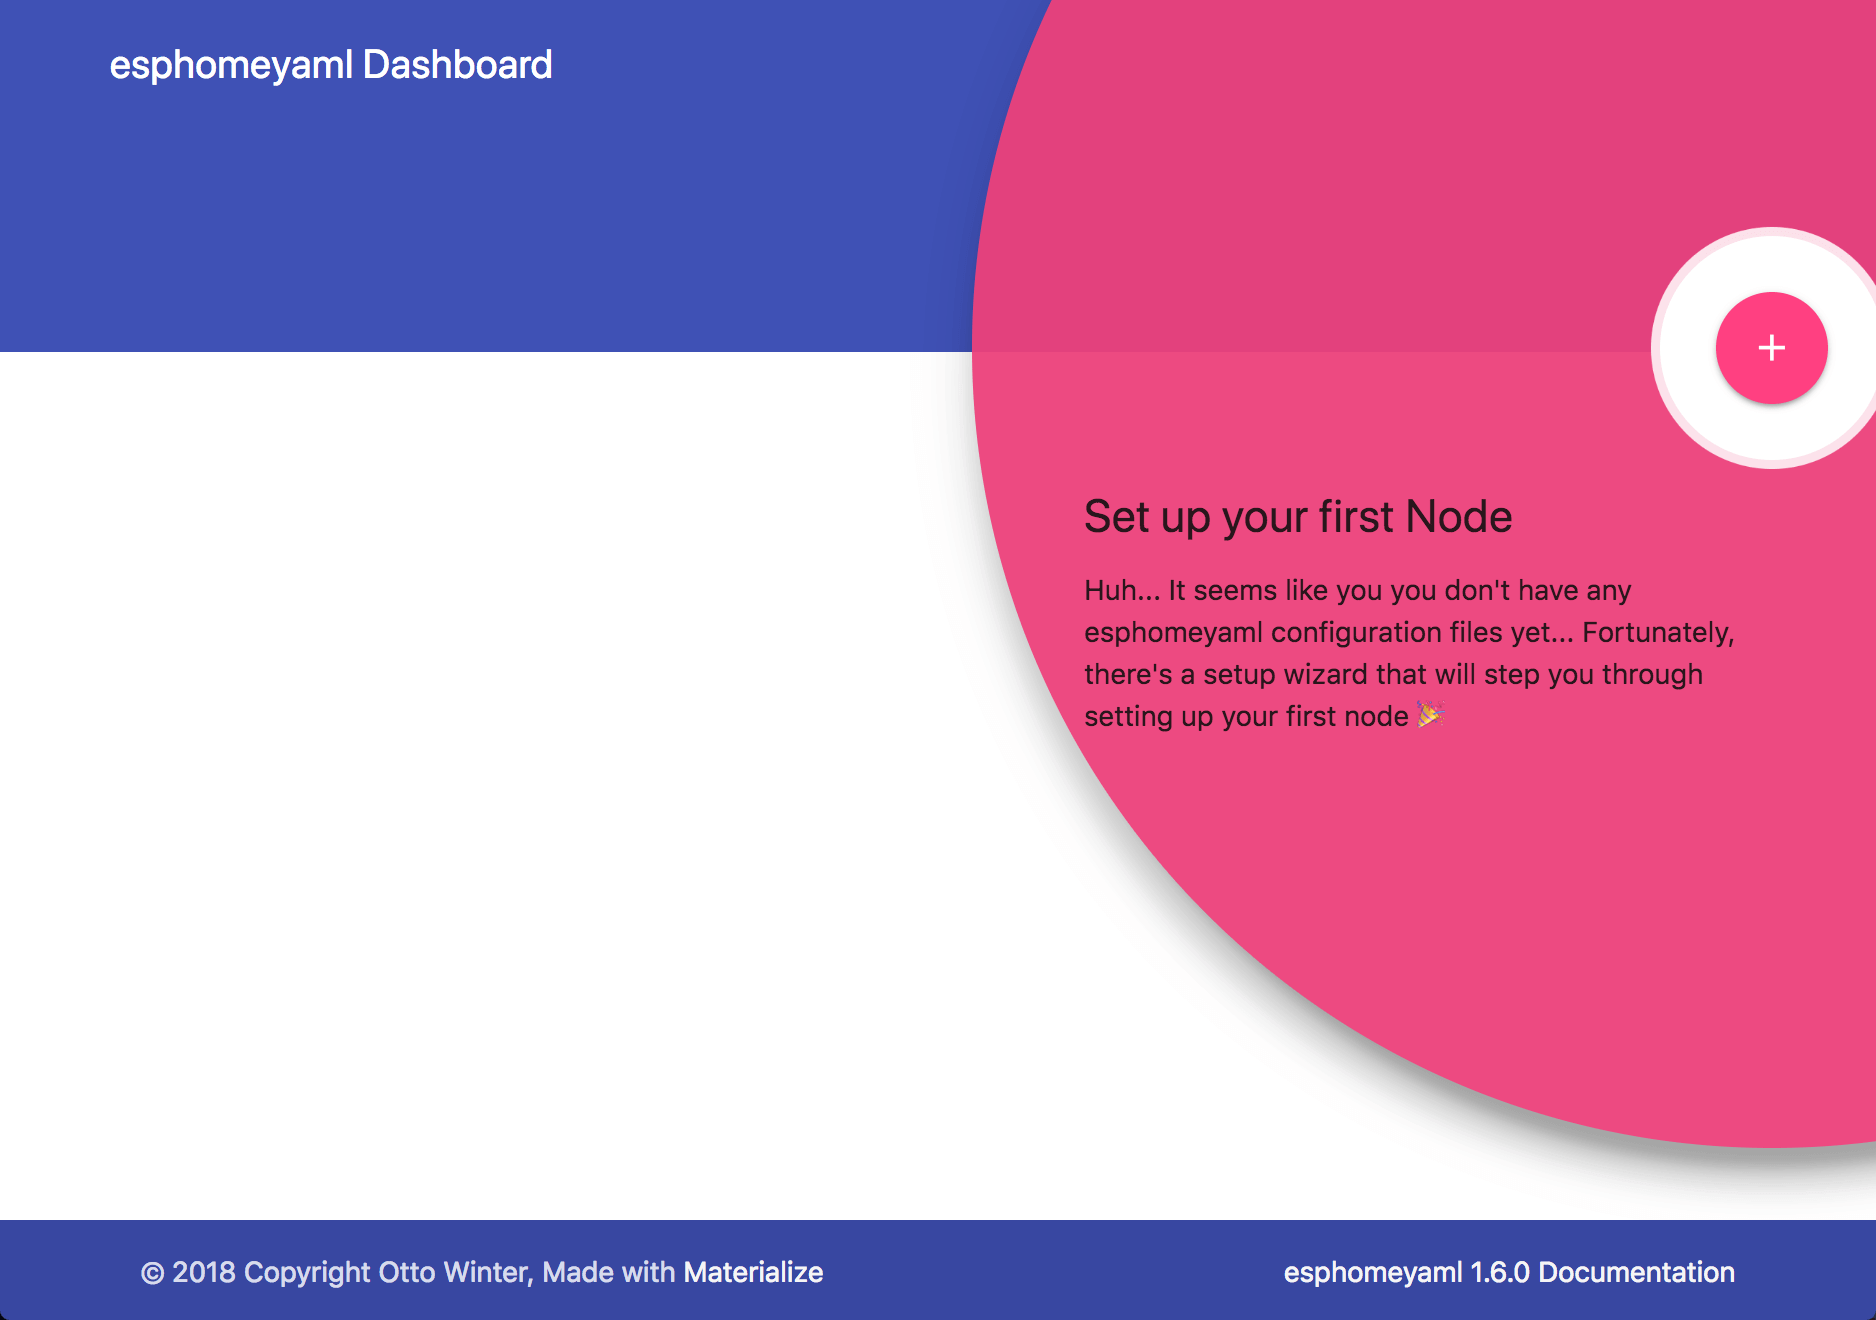 esphomeyaml Dashboard
+
Set up your first Node
Huh... It seems like you you don't have any
esphomeyaml configuration files yet... Fortunately,
there's a setup wizard that will step you through
setting up your first node 🎉
© 2018 Copyright Otto Winter, Made with Materialize
esphomeyaml 1.6.0 Documentation